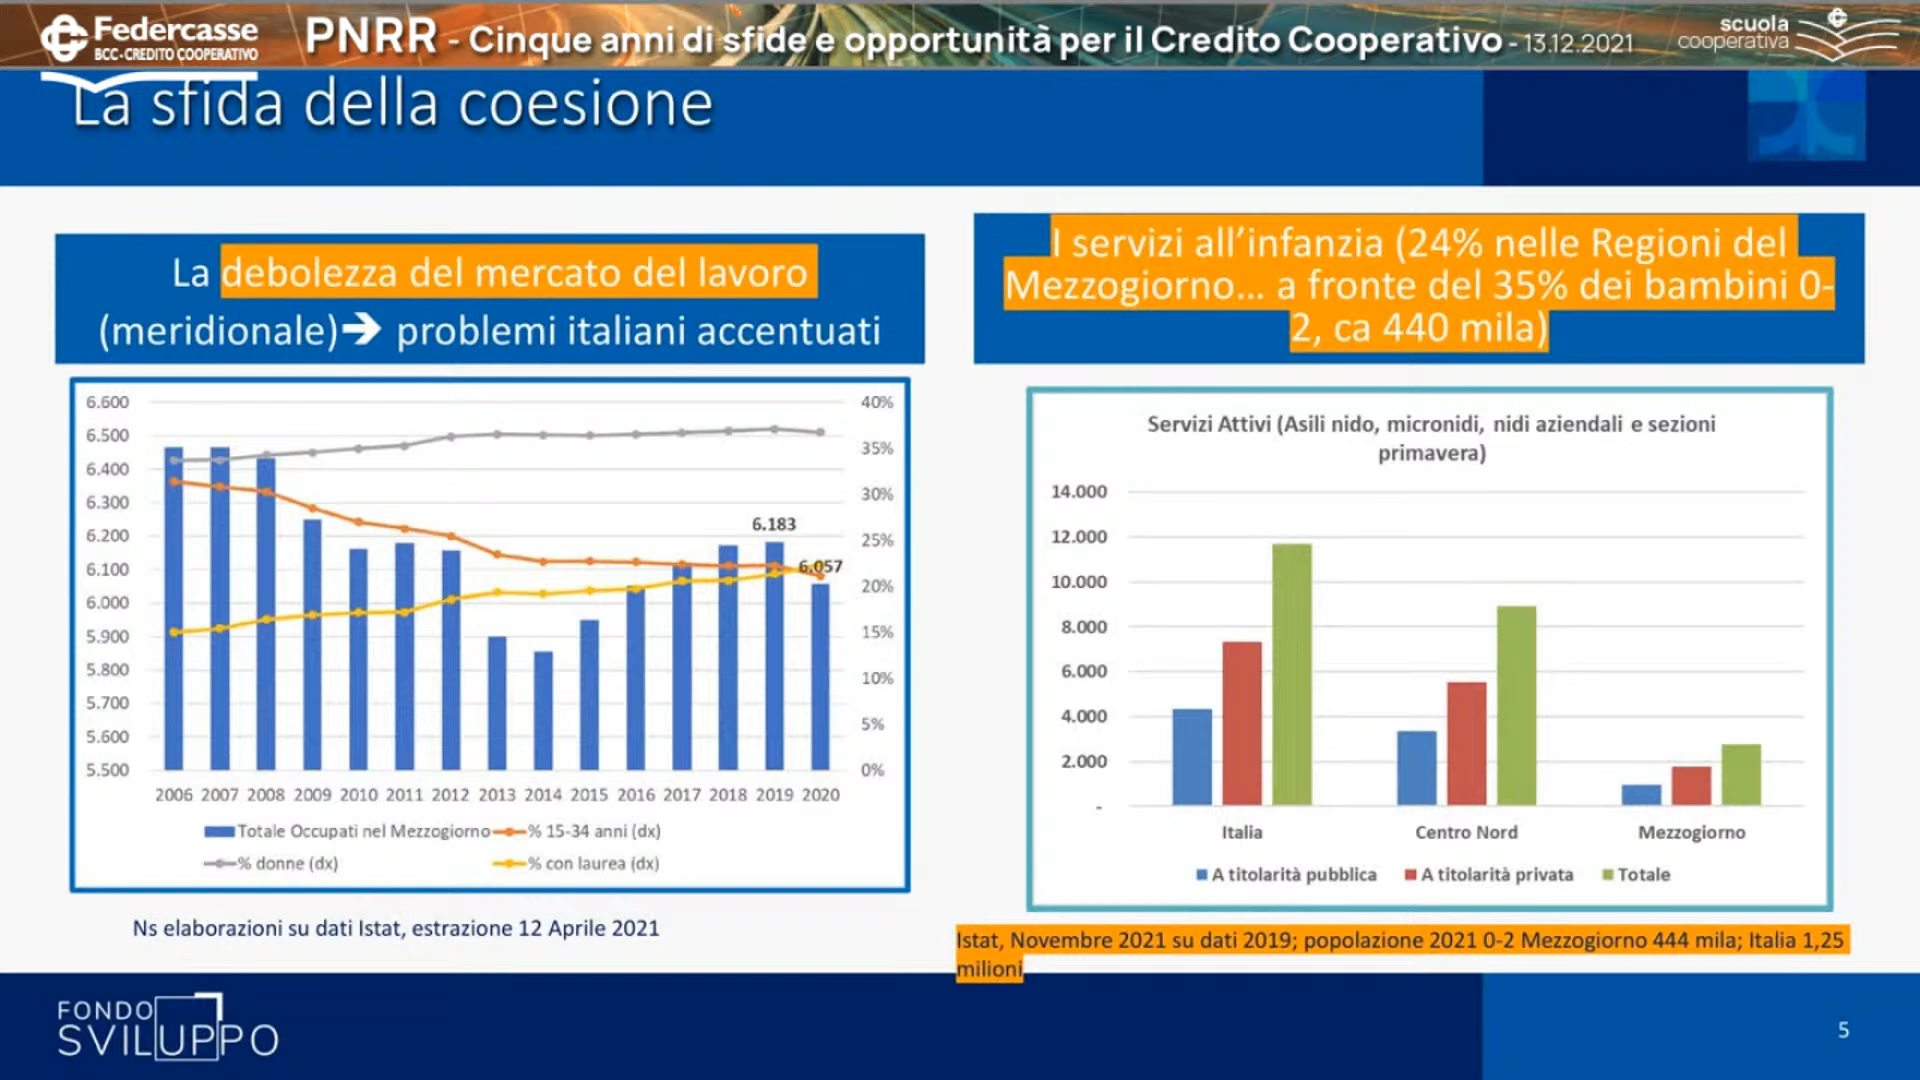 Federcasse
BCC-CREDITO COOPERATIVO
PNRR - Cinque anni di sfide e opportunità per il Credito Cooperativo - 13.12.2021
scuola
cooperativa
La sfida della coesione
La debolezza del mercato del lavoro
(meridionale)➔ problemi italiani accentuati
6.600
6.500
6.400
6.300
6.200
6.100
6.000
5.900
5.800
5.700
5.600
5.500
40%
35%
30%
25%
20%
15%
10%
5%
0%
6.183
6.057
2006 2007 2008 2009 2010 2011 2012 2013 2014 2015 2016 2017 2018 2019 2020
Totale Occupati nel Mezzogiorno % 15-34 anni (dx)
% donne (dx) % con laurea (dx)
Ns elaborazioni su dati Istat, estrazione 12 Aprile 2021
I servizi all’infanzia (24% nelle Regioni del
Mezzogiorno… a fronte del 35% dei bambini 0-
2, ca 440 mila)
Servizi Attivi (Asili nido, micronidi, nidi aziendali e sezioni
primavera)
14.000
12.000
10.000
8.000
6.000
4.000
2.000
-
Italia Centro Nord Mezzogiorno
A titolarità pubblica A titolarità privata Totale
Istat, Novembre 2021 su dati 2019; popolazione 2021 0-2 Mezzogiorno 444 mila; Italia 1,25
milioni
FONDO
SVILUPPO
5